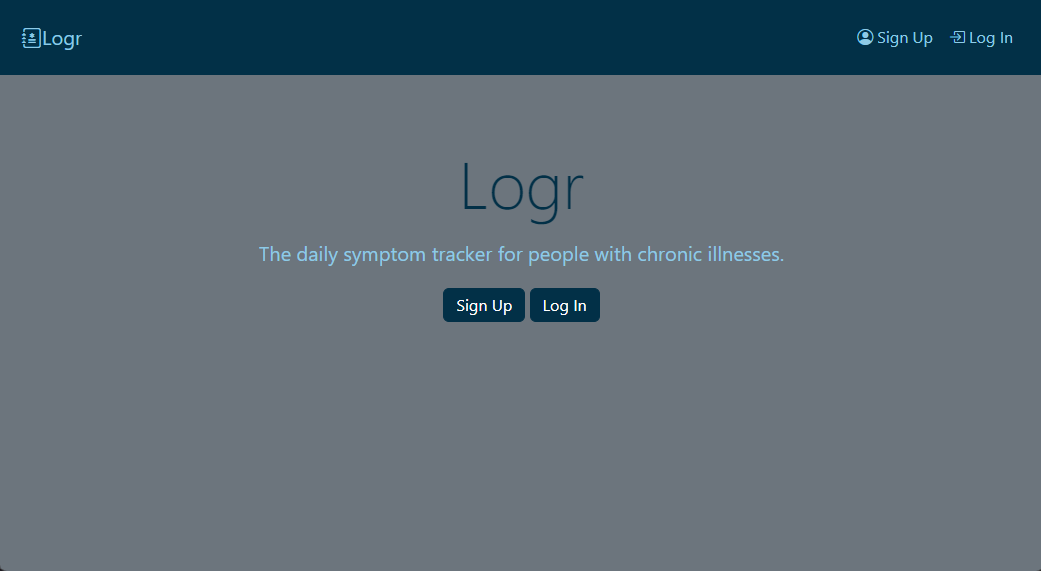 Logr
Sign Up Log In
Logr
The daily symptom tracker for people with chronic illnesses.
Sign Up Log In